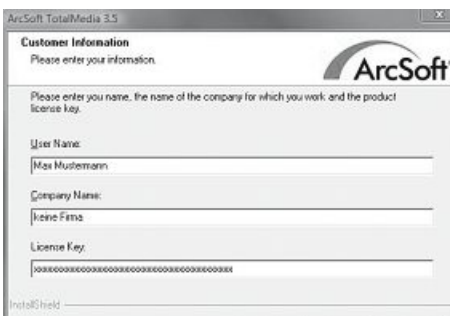 ArcSoft TotalMedia 3.5
Customer Information
Please enter your information.
ArcSoft
Please enter you name, the name of the company for which you work and the product
license key.
User Name:
Max Mustermann
Company Name:
keine Firma
License Key:
InstallShield